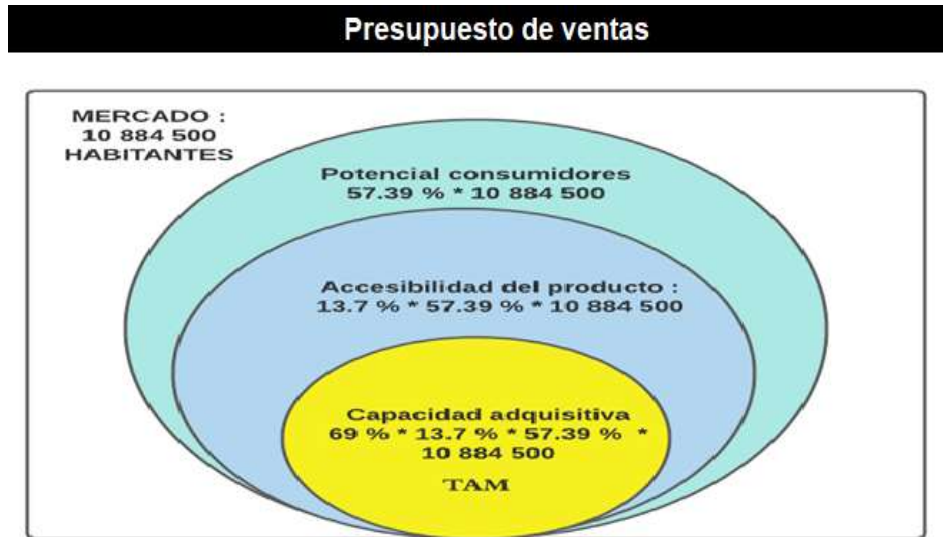 Presupuesto de ventas
MERCADO :
10 884 500
HABITANTES
Potencial consumidores
57.39 % * 10 884 500
Accesibilidad del producto :
13.7 % * 57.39 % * 10 884 500
Capacidad adquisitiva
69 % * 13.7 % * 57.39 % *
10 884 500
TAM